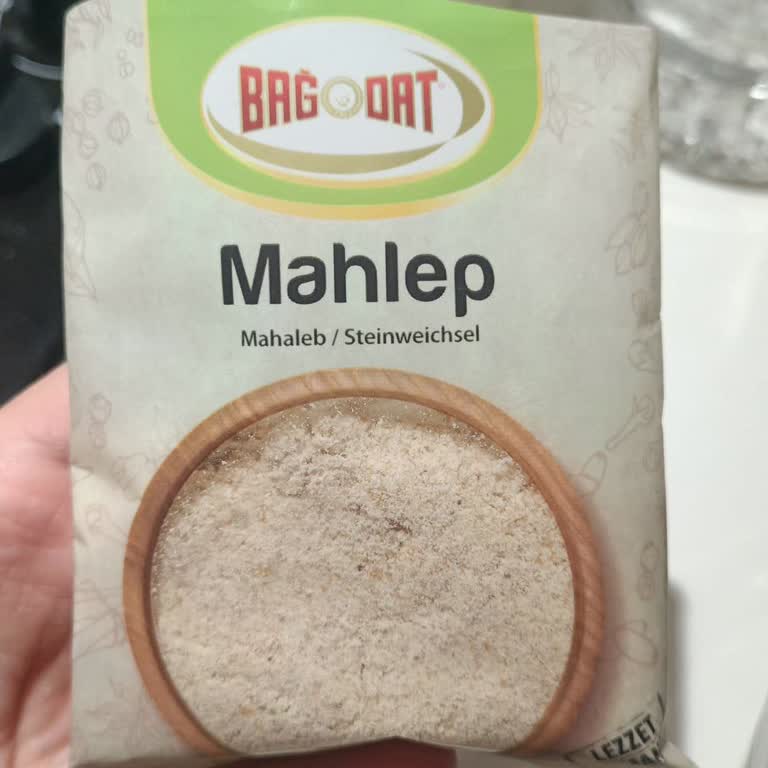 BAĞDAT
Mahlep
Mahaleb / Steinweichsel
LEZZET